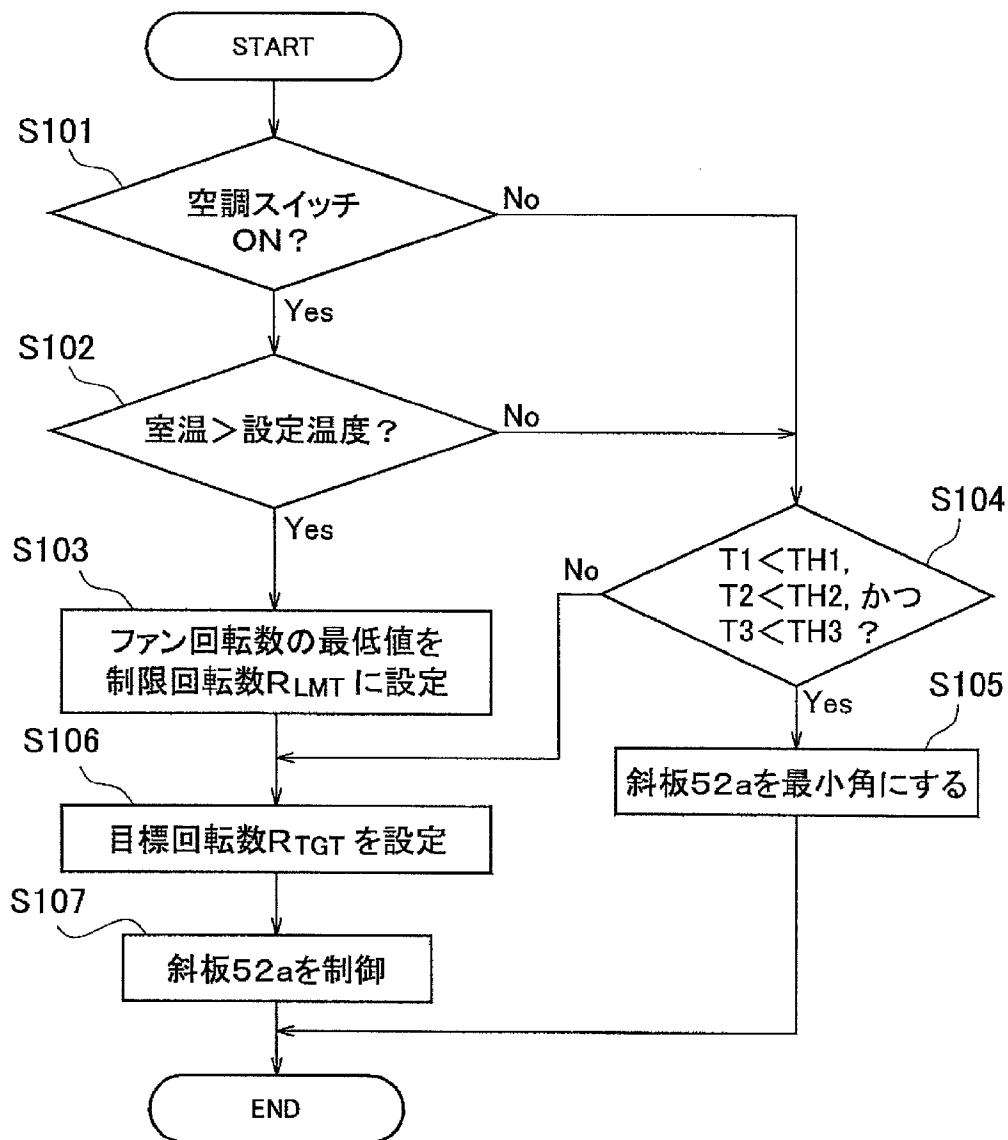 START
S101
空調スイッチ
ON?
No
Yes
S102
室温>設定温度?
No
Yes
S103
ファン回転数の最低値を
制限回転数RLMTに設定
S104
T1<TH1,
T2<TH2, かつ
T3<TH3 ?
No
Yes
S105
斜板52aを最小角にする
S106
目標回転数RTGTを設定
S107
斜板52aを制御
END